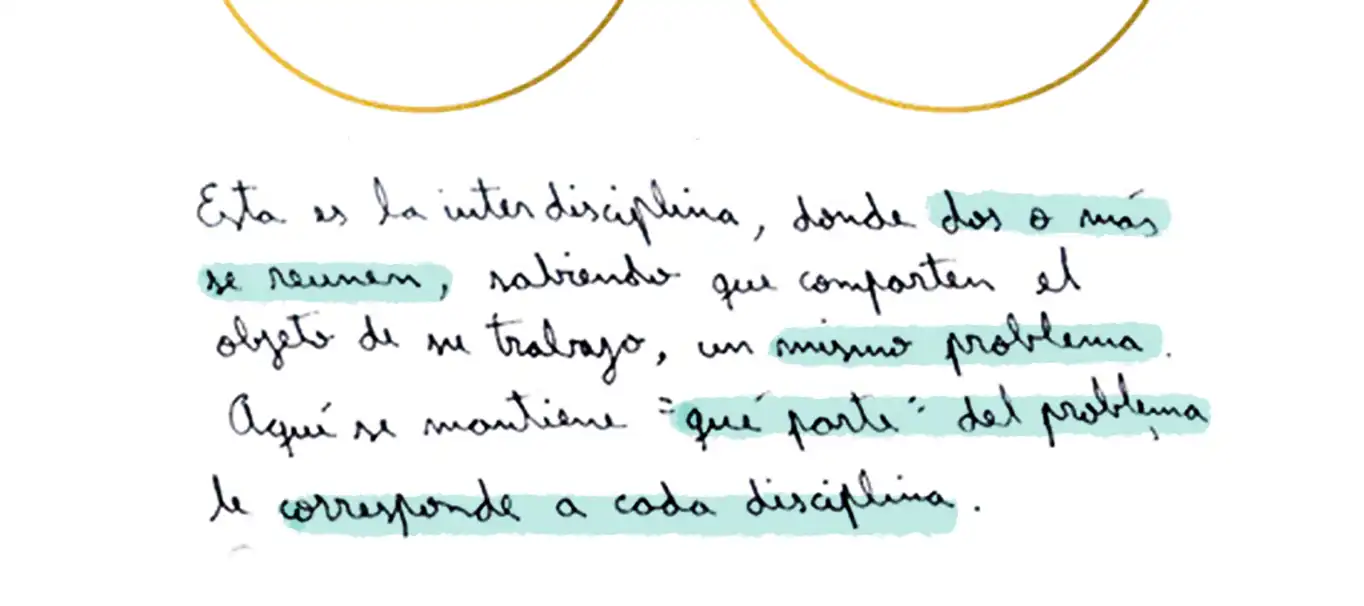 Esta es la interdisciplina, donde dos o más
se reunen, sabiendo que comparten el
objeto de su trabajo, un mismo problema.
Aquí se mantiene "qué parte" del problema
le corresponde a cada disciplina.